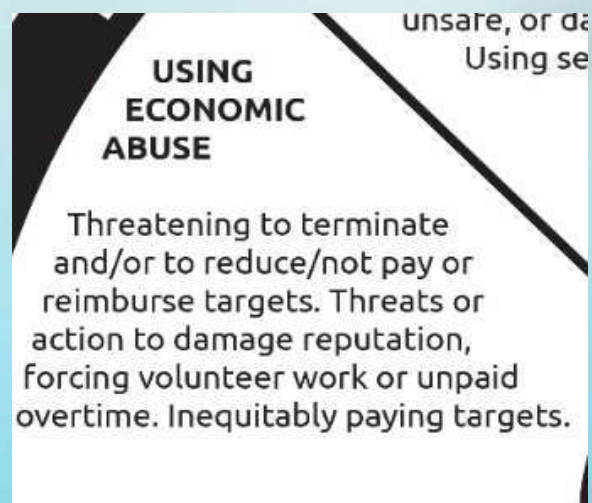 unsafe, or
Using
USING
ECONOMIC
ABUSE
Threatening to terminate
and/or to reduce/not pay or
reimburse targets. Threats or
action to damage reputation,
forcing volunteer work or unpaid
overtime. Inequitably paying targets.